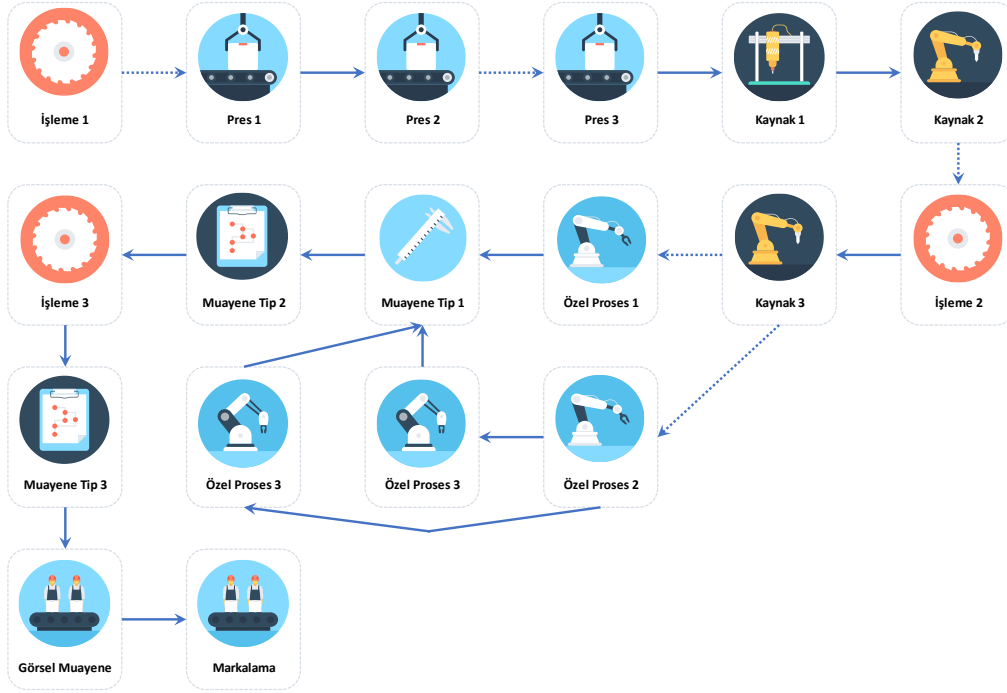 İşleme 1
Pres 1
Pres 2
Pres 3
Kaynak 1
Kaynak 2
İşleme 3
Muayene Tip 2
Muayene Tip 1
Özel Proses 1
Kaynak 3
İşleme 2
Muayene Tip 3
Özel Proses 3
Özel Proses 3
Özel Proses 2
Görsel Muayene
Markalama